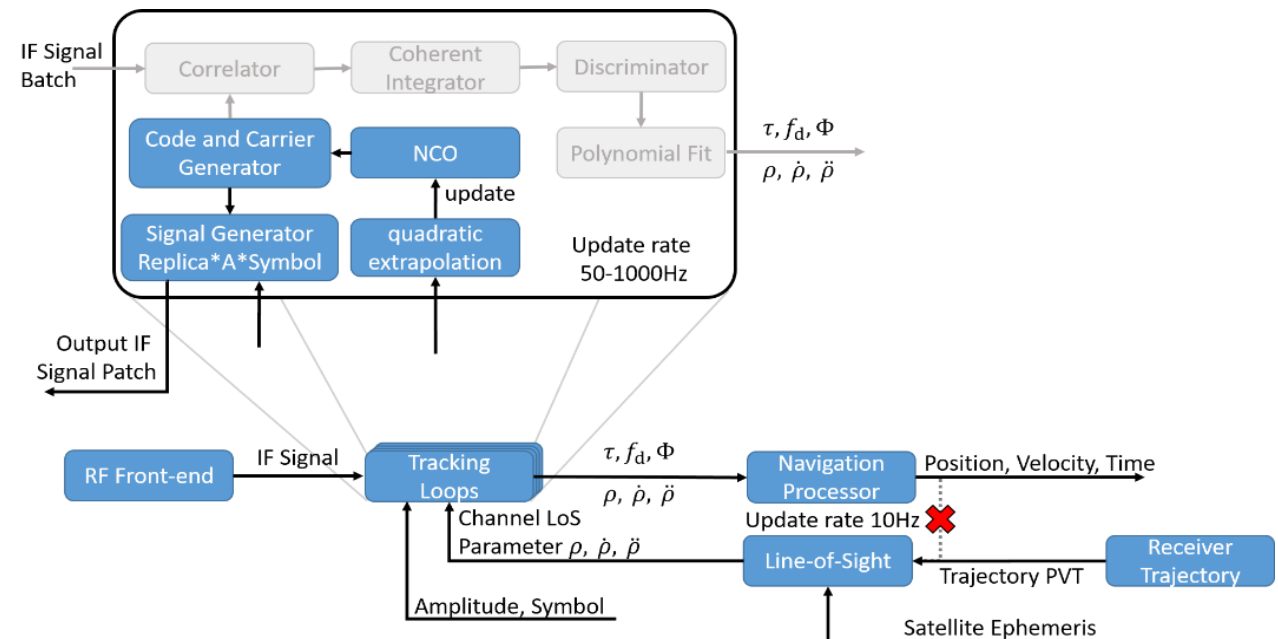 IF Signal
Batch
Correlator
Coherent
Integrator
Discriminator
Code and Carrier
Generator
NCO
Polynomial Fit
τ, f_d, Φ
ρ, ρ̇, ρ̈
update
Signal Generator
Replica*A*Symbol
quadratic
extrapolation
Update rate
50-1000Hz
Output IF
Signal Patch
RF Front-end
IF Signal
Tracking
Loops
τ, f_d, Φ
ρ, ρ̇, ρ̈
Navigation
Processor
Position, Velocity, Time
Channel LoS
Parameter ρ, ρ̇, ρ̈
Update rate 10Hz
Line-of-Sight
Trajectory PVT
Receiver
Trajectory
Amplitude, Symbol
Satellite Ephemeris